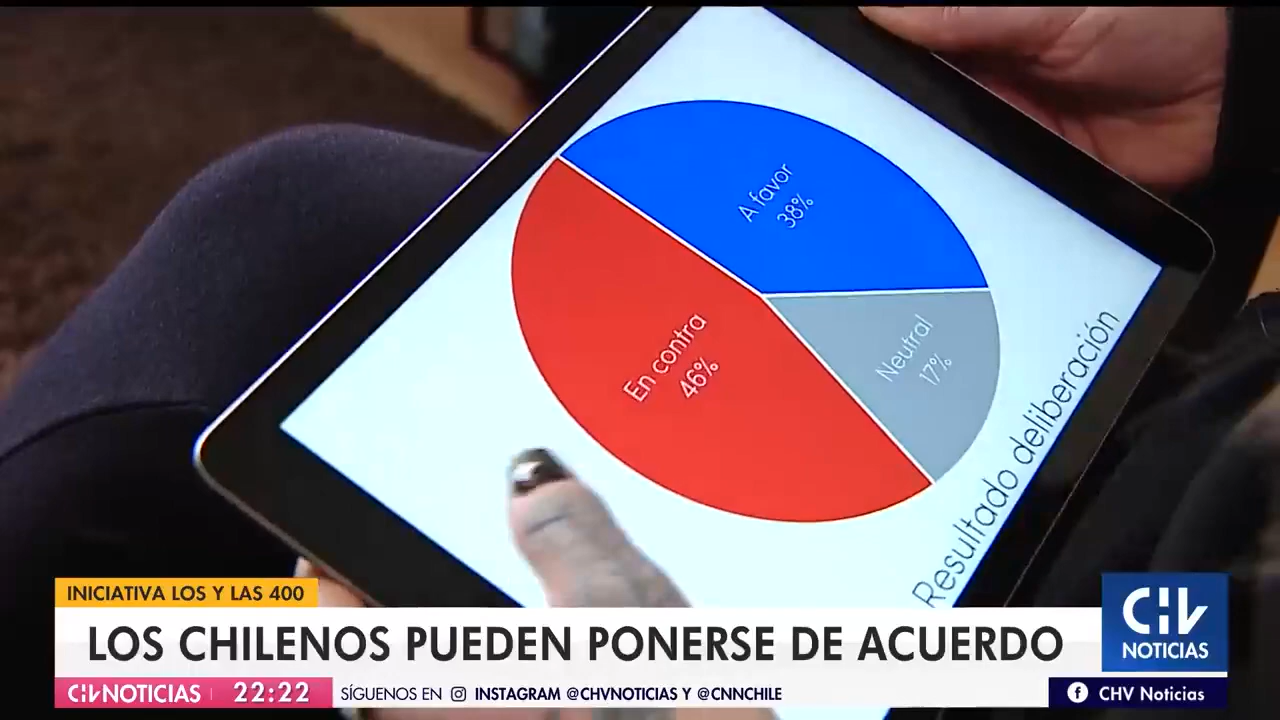 A favor
38%
En contra
46%
Neutral
17%
Resultado deliberación
INICIATIVA LOS Y LAS 400
LOS CHILENOS PUEDEN PONERSE DE ACUERDO
CHV
NOTICIAS
CHV NOTICIAS
22:22
SÍGUENOS EN INSTAGRAM @CHVNOTICIAS Y @CNNCHILE
CHV Noticias